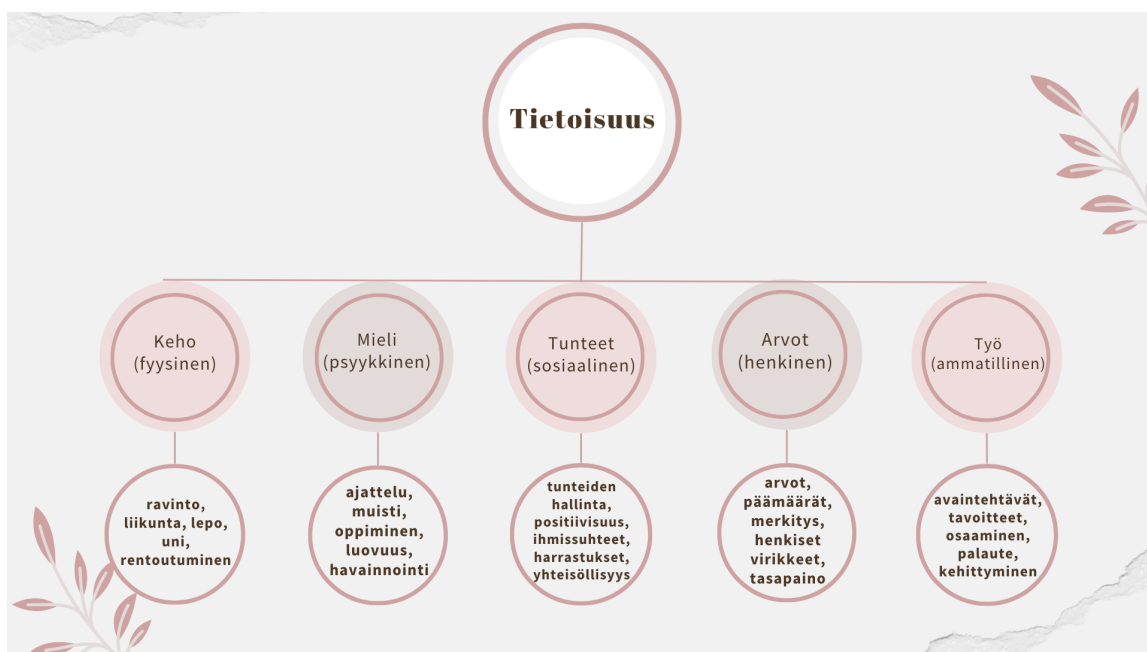 Tietoisuus
Keho
(fyysinen)
Mieli
(psyykkinen)
Tunteet
(sosiaalinen)
Arvot
(henkinen)
Työ
(ammatillinen)
ravinto,
liikunta, lepo,
uni,
rentoutuminen
ajattelu,
muisti,
oppiminen,
luovuus,
havainnointi
tunteiden
hallinta,
positiivisuus,
ihmissuhteet,
harrastukset,
yhteisöllisyys
arvot,
päämäärät,
merkitys,
henkiset
virikkeet,
tasapaino
avaintehtävät,
tavoitteet,
osaaminen,
palaute,
kehittyminen